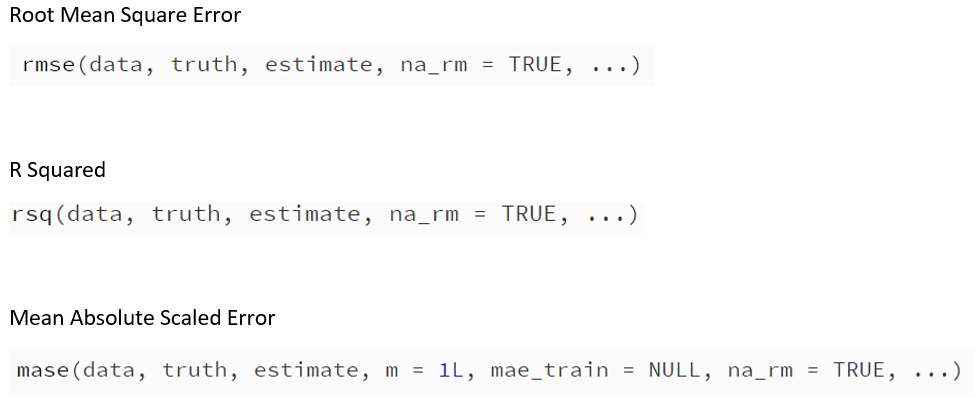 Root Mean Square Error
rmse(data, truth, estimate, na_rm = TRUE, ...)
R Squared
rsq(data, truth, estimate, na_rm = TRUE, ...)
Mean Absolute Scaled Error
mase(data, truth, estimate, m = 1L, mae_train = NULL, na_rm = TRUE, ...)